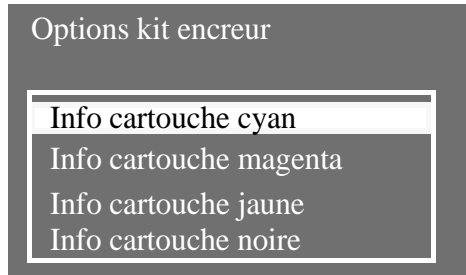 Options kit encreur
Info cartouche cyan
Info cartouche magenta
Info cartouche jaune
Info cartouche noire